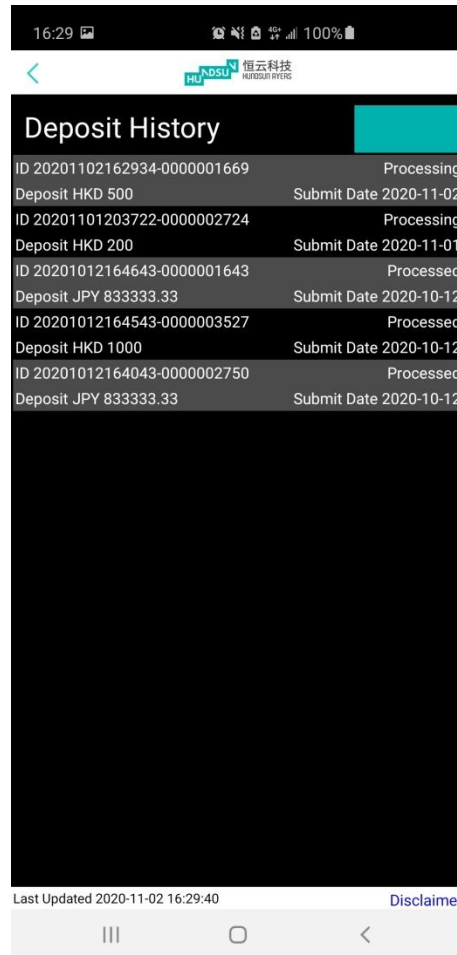 16:29 4G+ 100%
HUNDSUN 恒云科技
HUNDSUN AYERS
Deposit History
ID 20201102162934-0000001669 Processing
Deposit HKD 500 Submit Date 2020-11-02
ID 20201101203722-0000002724 Processing
Deposit HKD 200 Submit Date 2020-11-01
ID 20201012164643-0000001643 Processed
Deposit JPY 833333.33 Submit Date 2020-10-12
ID 20201012164543-0000003527 Processed
Deposit HKD 1000 Submit Date 2020-10-12
ID 20201012164043-0000002750 Processed
Deposit JPY 833333.33 Submit Date 2020-10-12
Last Updated 2020-11-02 16:29:40 Disclaime